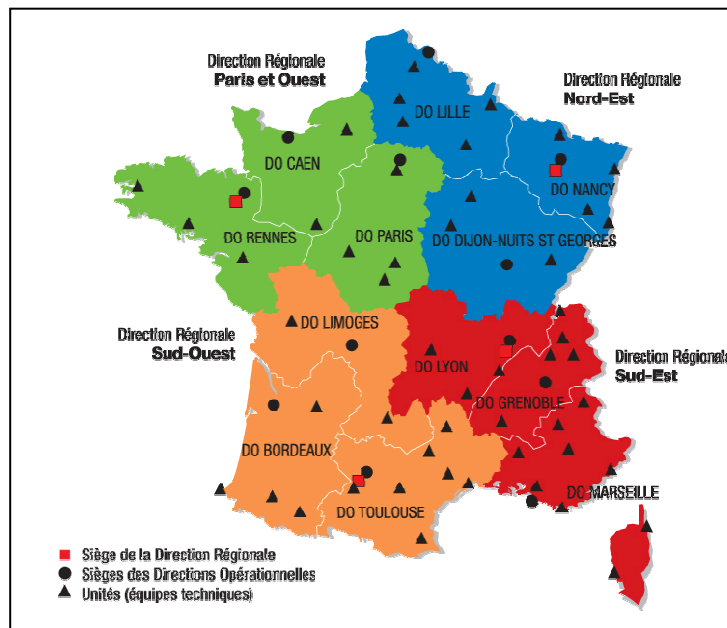 Direction Régionale
Paris et Ouest
Direction Régionale
Nord-Est
DO LILLE
DO CAEN
DO NANCY
DO RENNES
DO PARIS
DO DIJON-NUITS ST GEORGES
Direction Régionale
Sud-Ouest
DO LIMOGES
DO LYON
Direction Régionale
Sud-Est
DO GRENOBLE
DO BORDEAUX
DO MARSEILLE
DO TOULOUSE
Siège de la Direction Régionale
Sièges des Directions Opérationnelles
Unités (équipes techniques)